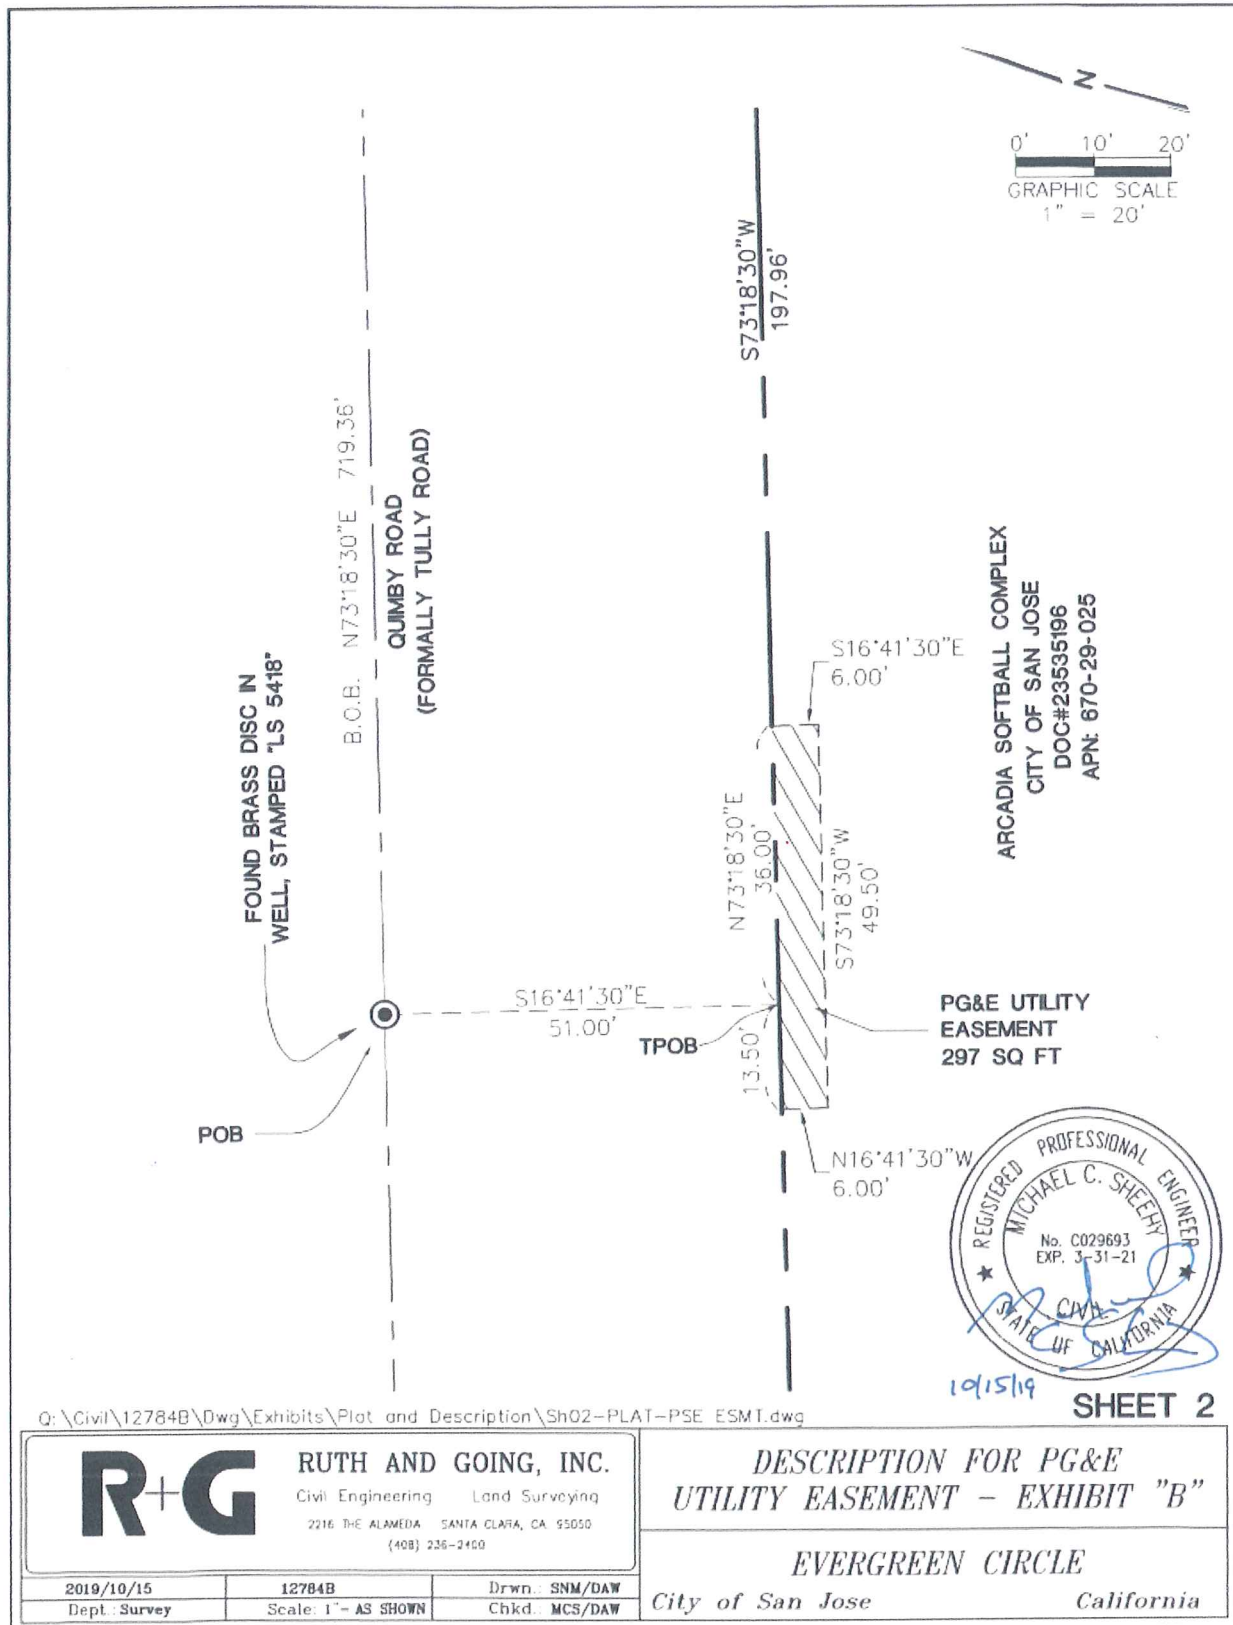 N
0' 10' 20'
GRAPHIC SCALE
1" = 20'
S73°18'30"W
197.96'
B.O.B. N73°18'30"E 719.36'
QUIMBY ROAD
(FORMALLY TULLY ROAD)
FOUND BRASS DISC IN
WELL, STAMPED "LS 5418"
S16°41'30"E
6.00'
ARCADIA SOFTBALL COMPLEX
CITY OF SAN JOSE
DOC#23535196
APN: 670-29-025
N73°18'30"E
36.00'
S73°18'30"W
49.50'
S16°41'30"E
51.00'
TPOB
13.50'
PG&E UTILITY
EASEMENT
297 SQ FT
POB
N16°41'30"W
6.00'
REGISTERED PROFESSIONAL ENGINEER
MICHAEL C. SHEEHY
No. C029693
EXP. 3-31-21
CIVIL
STATE OF CALIFORNIA
10/15/19
SHEET 2
Q:\Civil\12784B\Dwg\Exhibits\Plat and Description\Sh02-PLAT-PSE ESMT.dwg
R+G
RUTH AND GOING, INC.
Civil Engineering Land Surveying
2216 THE ALAMEDA SANTA CLARA, CA. 95050
(408) 236-2400
2019/10/15 12784B Drwn.: SNM/DAW
Dept.: Survey Scale: 1"- AS SHOWN Chkd.: MCS/DAW
DESCRIPTION FOR PG&E
UTILITY EASEMENT - EXHIBIT "B"
EVERGREEN CIRCLE
City of San Jose California